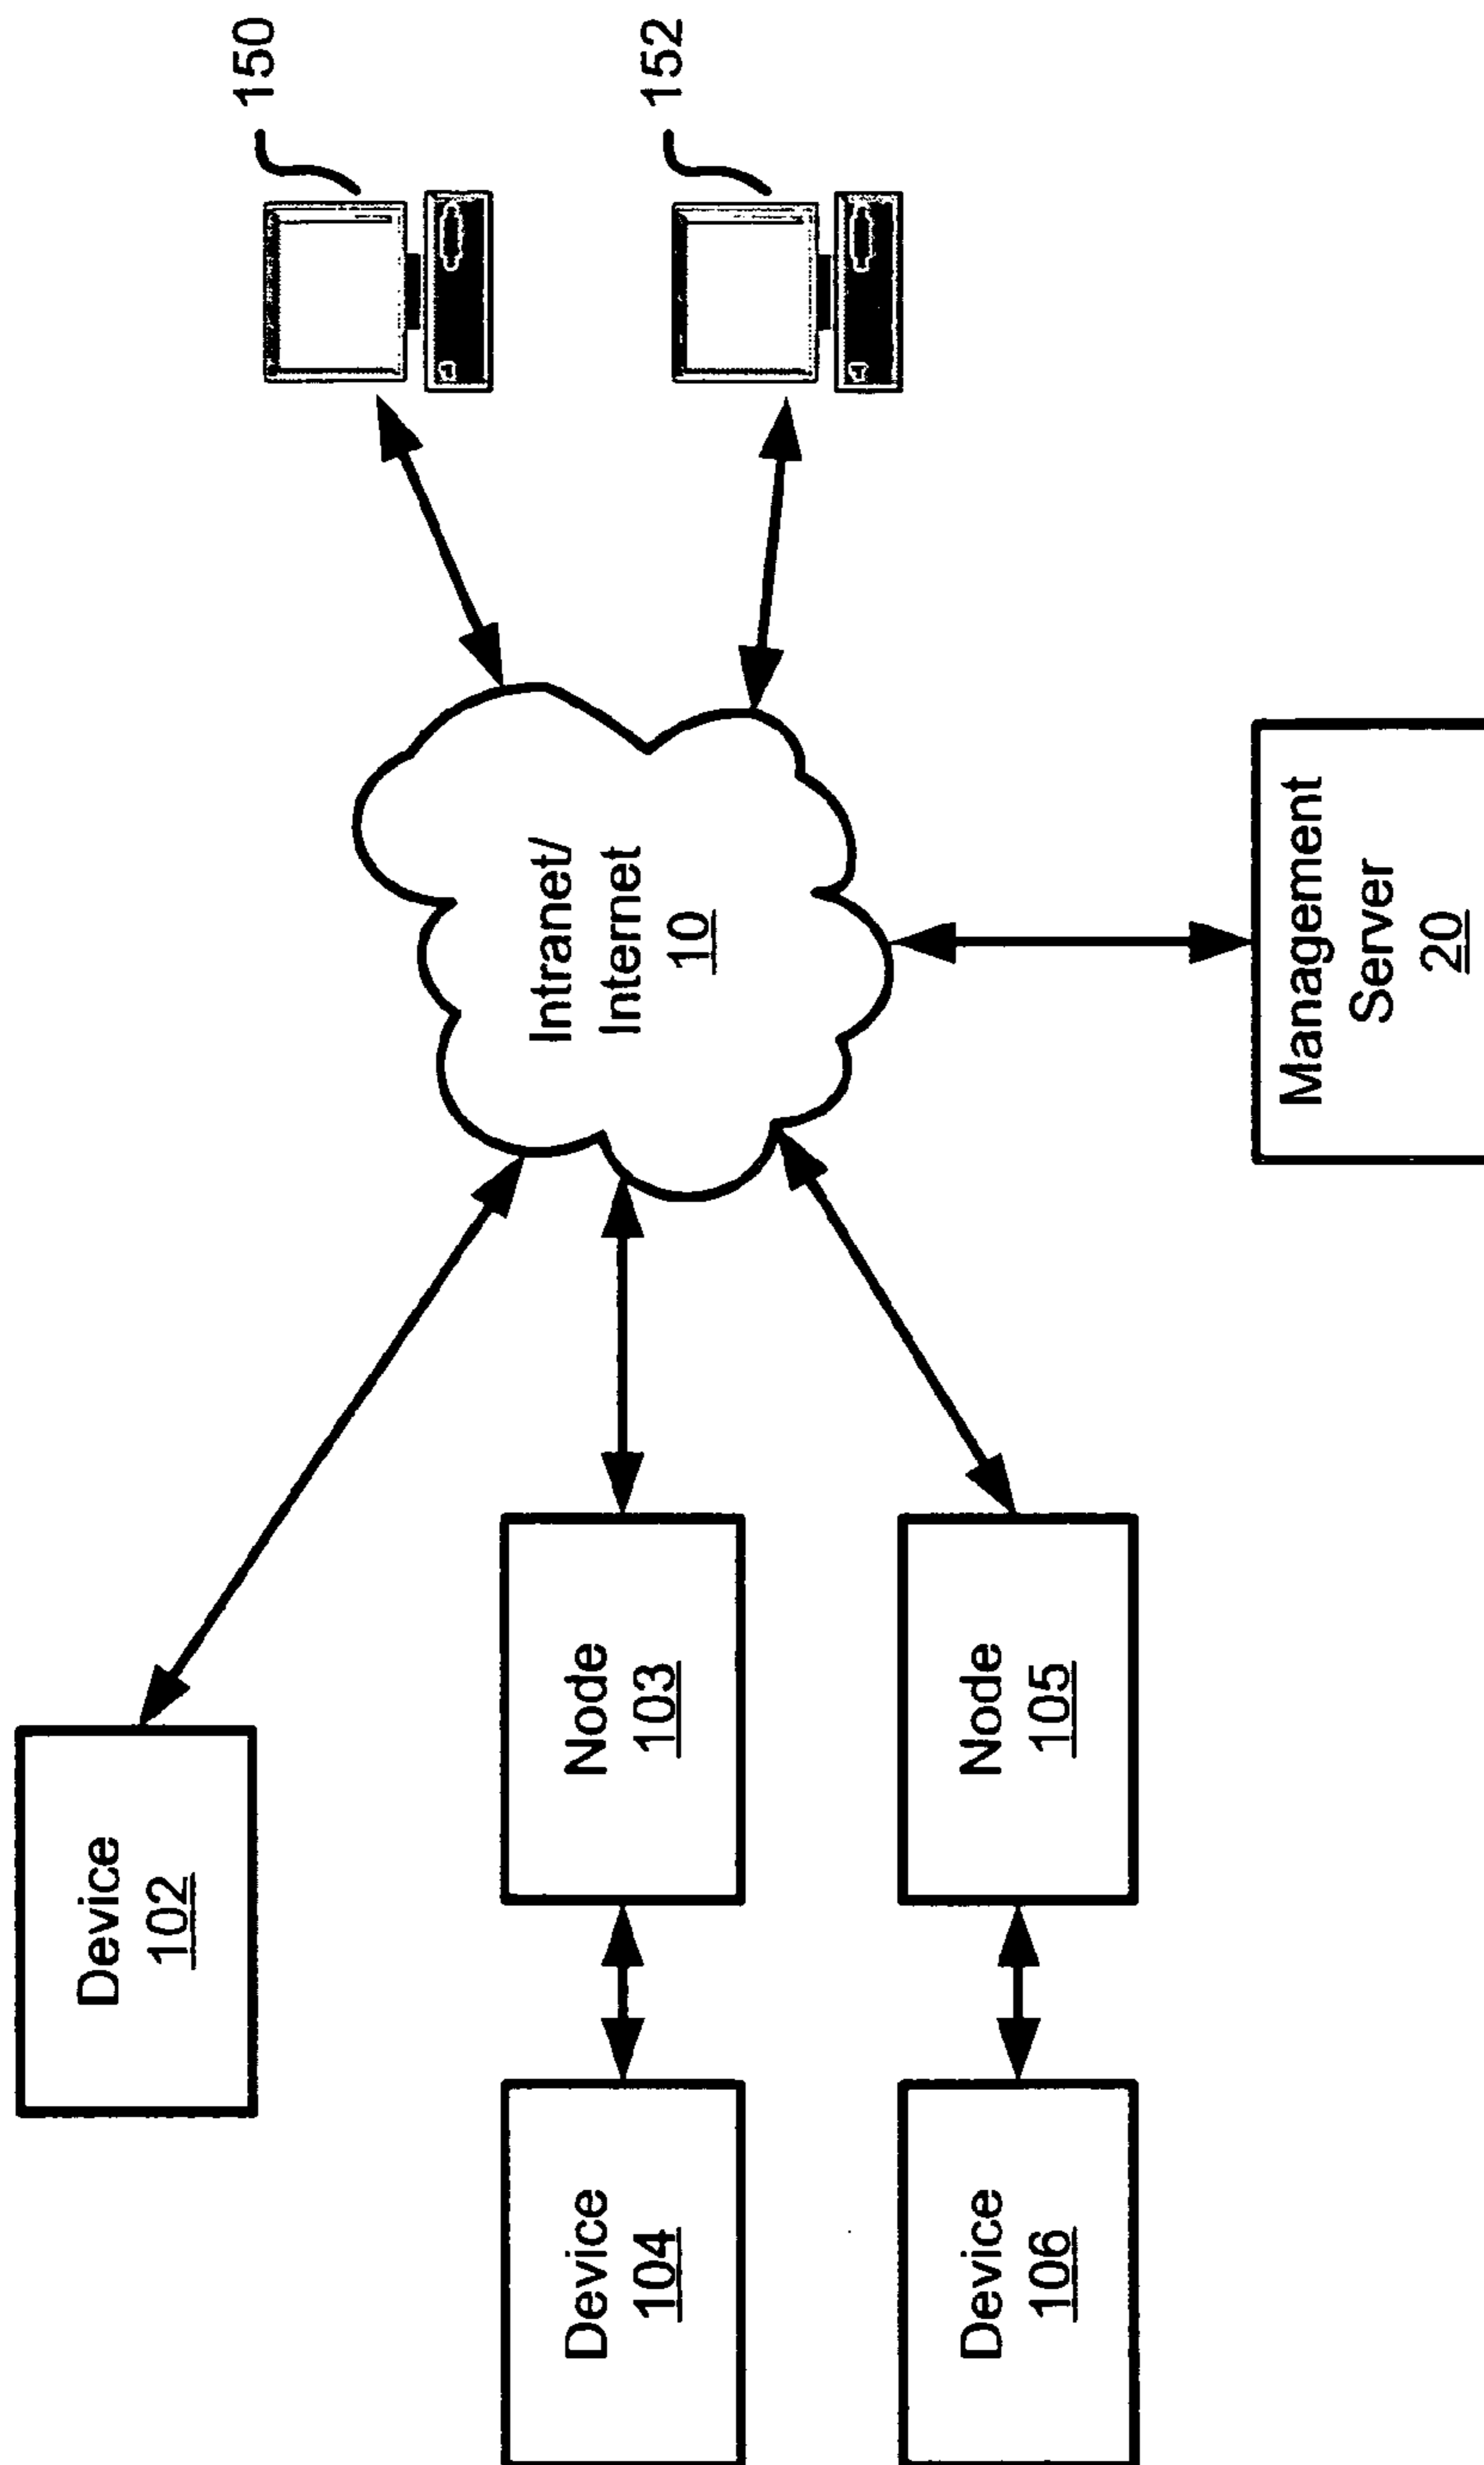 Device
102
Device
104
Node
103
Device
106
Node
105
Intranet/
Internet
10
Management
Server
20
150
152